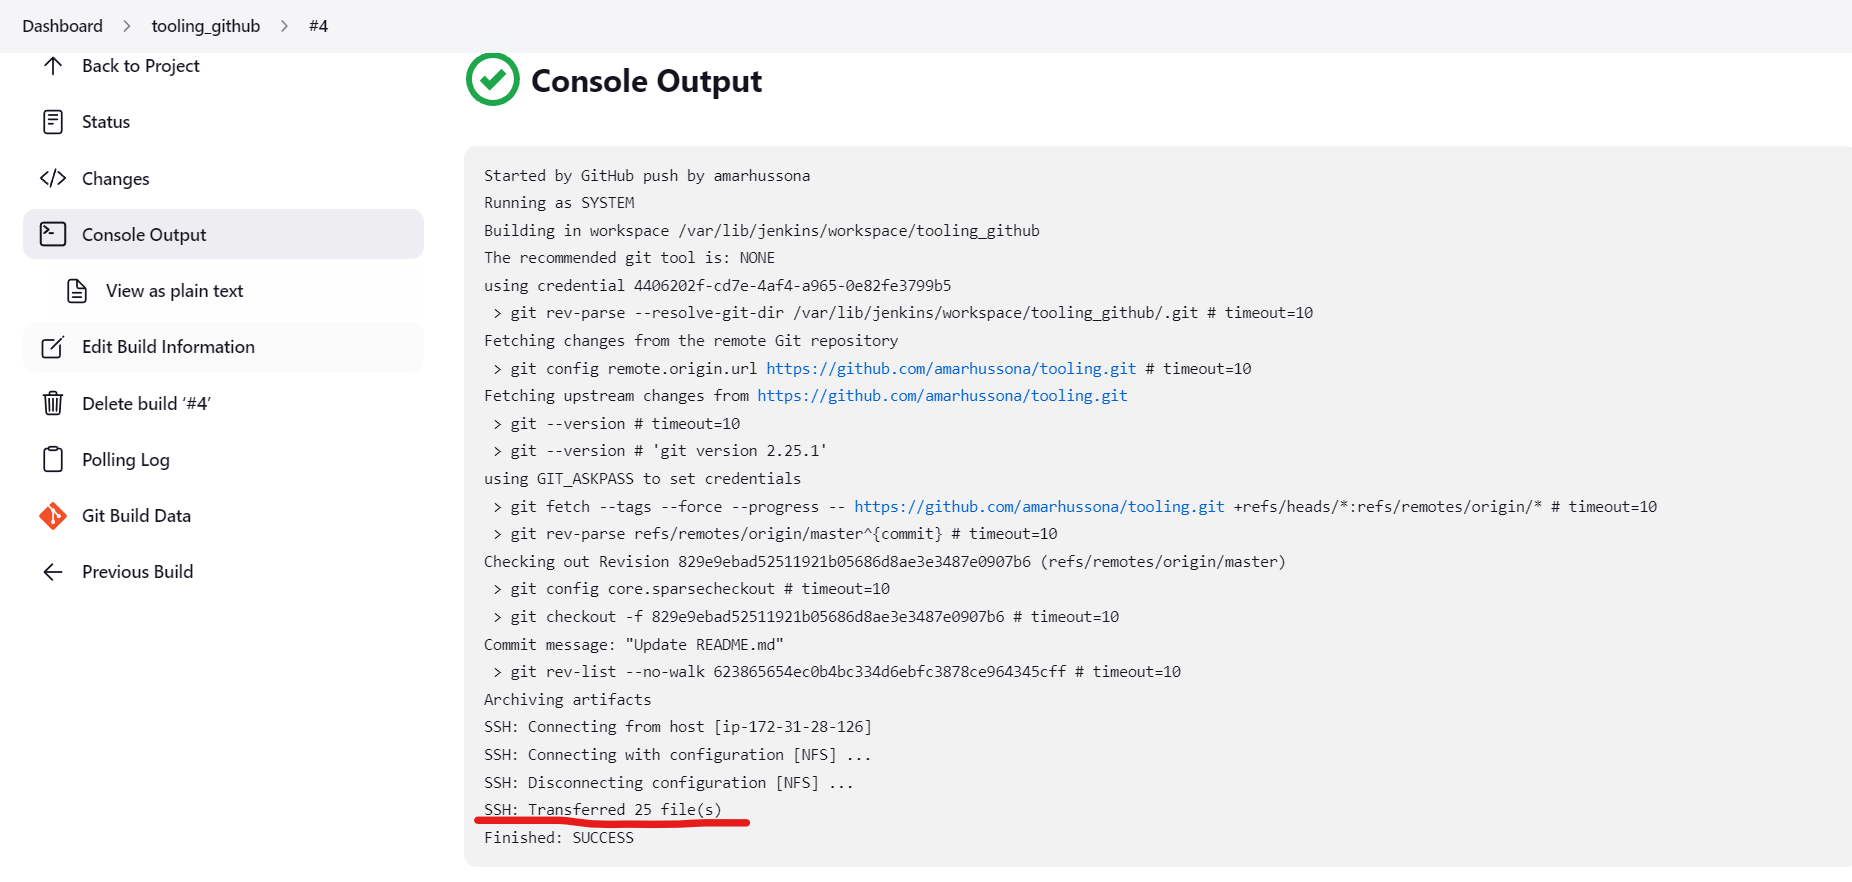 Dashboard > tooling_github > #4
Back to Project
Status
Changes
Console Output
View as plain text
Edit Build Information
Delete build ‘#4’
Polling Log
Git Build Data
Previous Build
Console Output
Started by GitHub push by amarhussona
Running as SYSTEM
Building in workspace /var/lib/jenkins/workspace/tooling_github
The recommended git tool is: NONE
using credential 4406202f-cd7e-4af4-a965-0e82fe3799b5
> git rev-parse --resolve-git-dir /var/lib/jenkins/workspace/tooling_github/.git # timeout=10
Fetching changes from the remote Git repository
> git config remote.origin.url https://github.com/amarhussona/tooling.git # timeout=10
Fetching upstream changes from https://github.com/amarhussona/tooling.git
> git --version # timeout=10
> git --version # 'git version 2.25.1'
using GIT_ASKPASS to set credentials
> git fetch --tags --force --progress -- https://github.com/amarhussona/tooling.git +refs/heads/*:refs/remotes/origin/* # timeout=10
> git rev-parse refs/remotes/origin/master^{commit} # timeout=10
Checking out Revision 829e9ebad52511921b05686d8ae3e3487e0907b6 (refs/remotes/origin/master)
> git config core.sparsecheckout # timeout=10
> git checkout -f 829e9ebad52511921b05686d8ae3e3487e0907b6 # timeout=10
Commit message: "Update README.md"
> git rev-list --no-walk 623865654ec0b4bc334d6ebfc3878ce964345cff # timeout=10
Archiving artifacts
SSH: Connecting from host [ip-172-31-28-126]
SSH: Connecting with configuration [NFS] ...
SSH: Disconnecting configuration [NFS] ...
SSH: Transferred 25 file(s)
Finished: SUCCESS